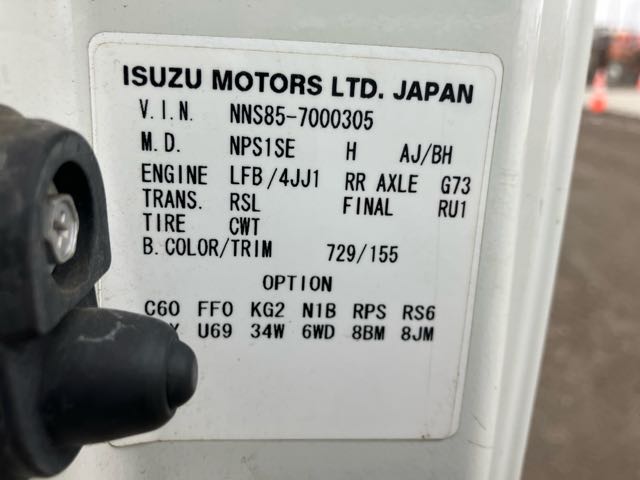 ISUZU MOTORS LTD. JAPAN
V.I.N. NNS85-7000305
M.D. NPS1SE H AJ/BH
ENGINE LFB/4JJ1 RR AXLE G73
TRANS. RSL FINAL RU1
TIRE CWT
B.COLOR/TRIM 729/155
OPTION
C60 FF0 KG2 N1B RPS RS6
U69 34W 6WD 8BM 8JM